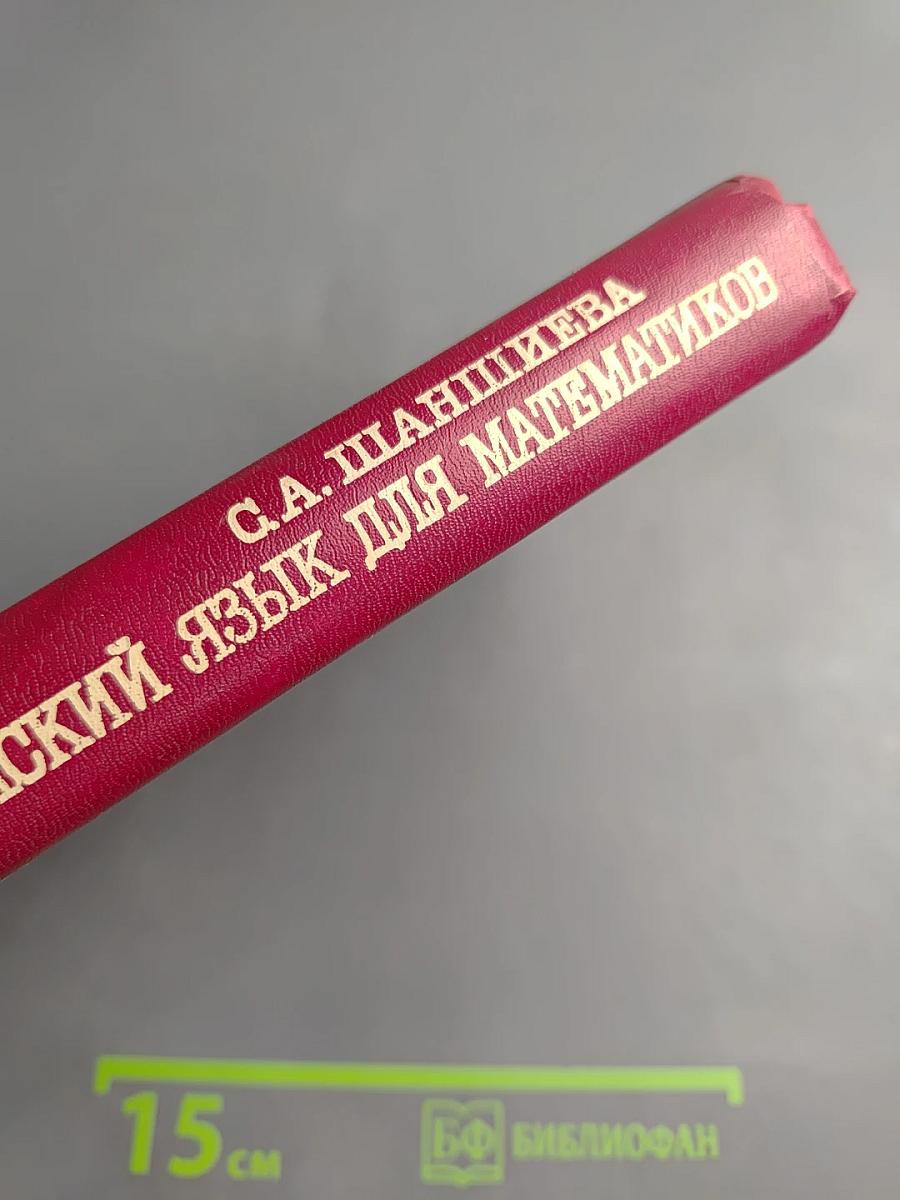 С.А. ШАНШИЕВА
СКИЙ ЯЗЫК ДЛЯ МАТЕМАТИКОВ
15 см
БФ БИБЛИОФАН